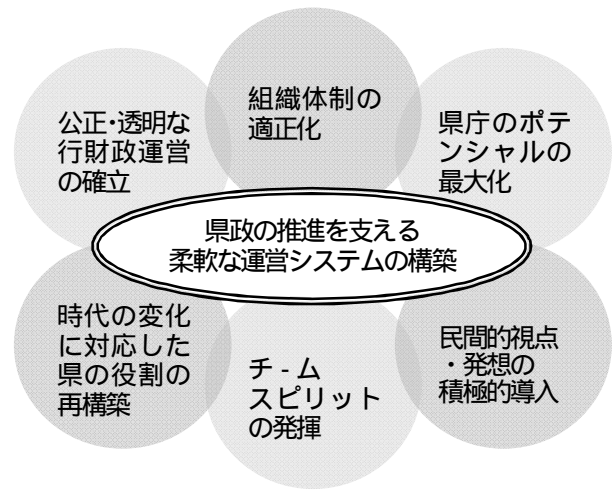 公正・透明な
行財政運営
の確立
組織体制の
適正化
県庁のポテ
ンシャルの
最大化
県政の推進を支える
柔軟な運営システムの構築
時代の変化
に対応した
県の役割の
再構築
チ-ム
スピリット
の発揮
民間的視点
・発想の
積極的導入